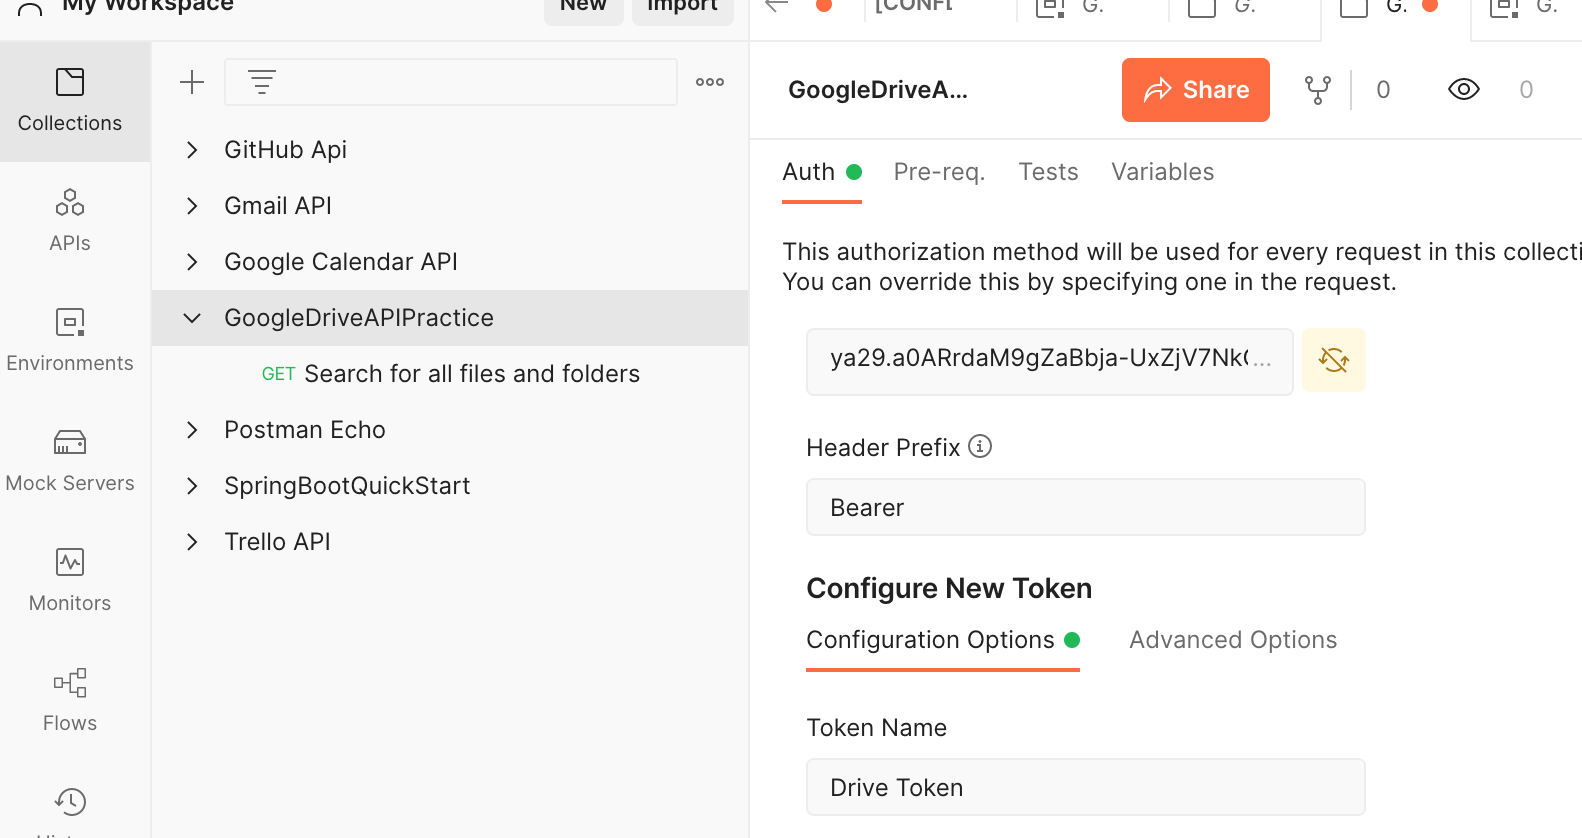 My Workspace
New
Import
G.
G.
G.
G.
Collections
APIs
Environments
Mock Servers
Monitors
Flows
GitHub Api
Gmail API
Google Calendar API
GoogleDriveAPIPractice
GET Search for all files and folders
Postman Echo
SpringBootQuickStart
Trello API
GoogleDriveA...
Share
0
0
Auth
Pre-req.
Tests
Variables
This authorization method will be used for every request in this collecti
You can override this by specifying one in the request.
ya29.a0ARrdaM9gZaBbja-UxZjV7Nk...
Header Prefix
Bearer
Configure New Token
Configuration Options
Advanced Options
Token Name
Drive Token